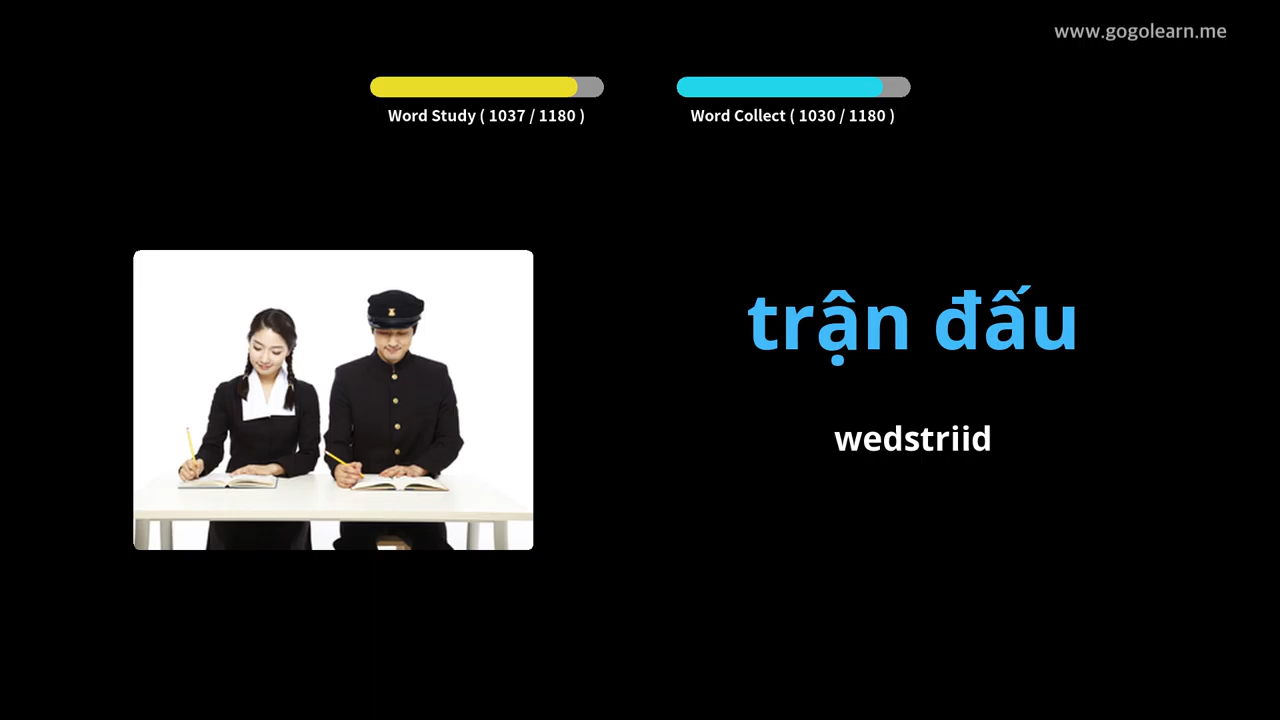 www.gogolearn.me
Word Study ( 1037 / 1180 )
Word Collect ( 1030 / 1180 )
trận đấu
wedstriid